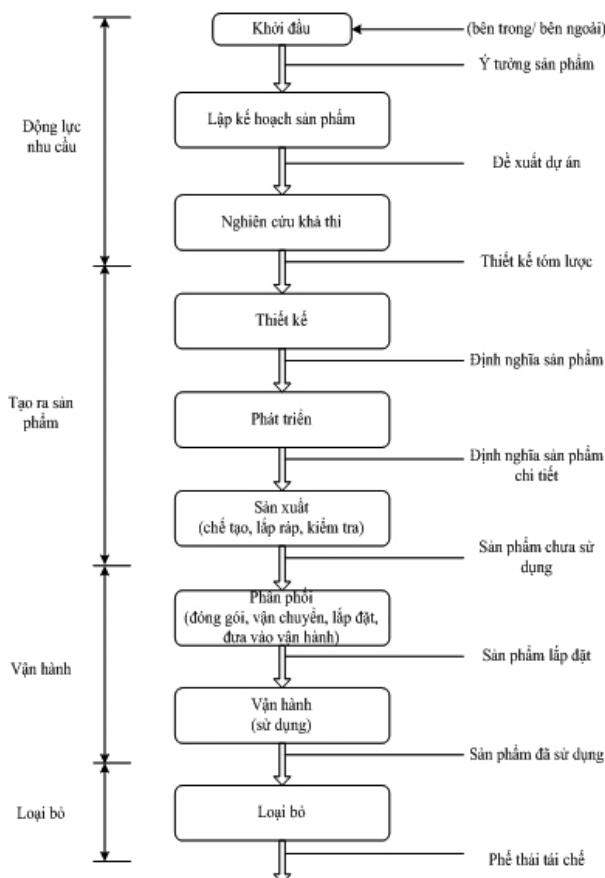 Khởi đầu
(bên trong/ bên ngoài)
Ý tưởng sản phẩm
Lập kế hoạch sản phẩm
Động lực
nhu cầu
Đề xuất dự án
Nghiên cứu khả thi
Thiết kế tóm lược
Thiết kế
Định nghĩa sản phẩm
Tạo ra sản
phẩm
Phát triển
Định nghĩa sản phẩm
chi tiết
Sản xuất
(chế tạo, lắp ráp, kiểm tra)
Sản phẩm chưa sử
dụng
Phân phối
(đóng gói, vận chuyển, lắp đặt,
đưa vào vận hành)
Sản phẩm lắp đặt
Vận hành
Vận hành
(sử dụng)
Sản phẩm đã sử dụng
Loại bỏ
Loại bỏ
Phế thải tái chế